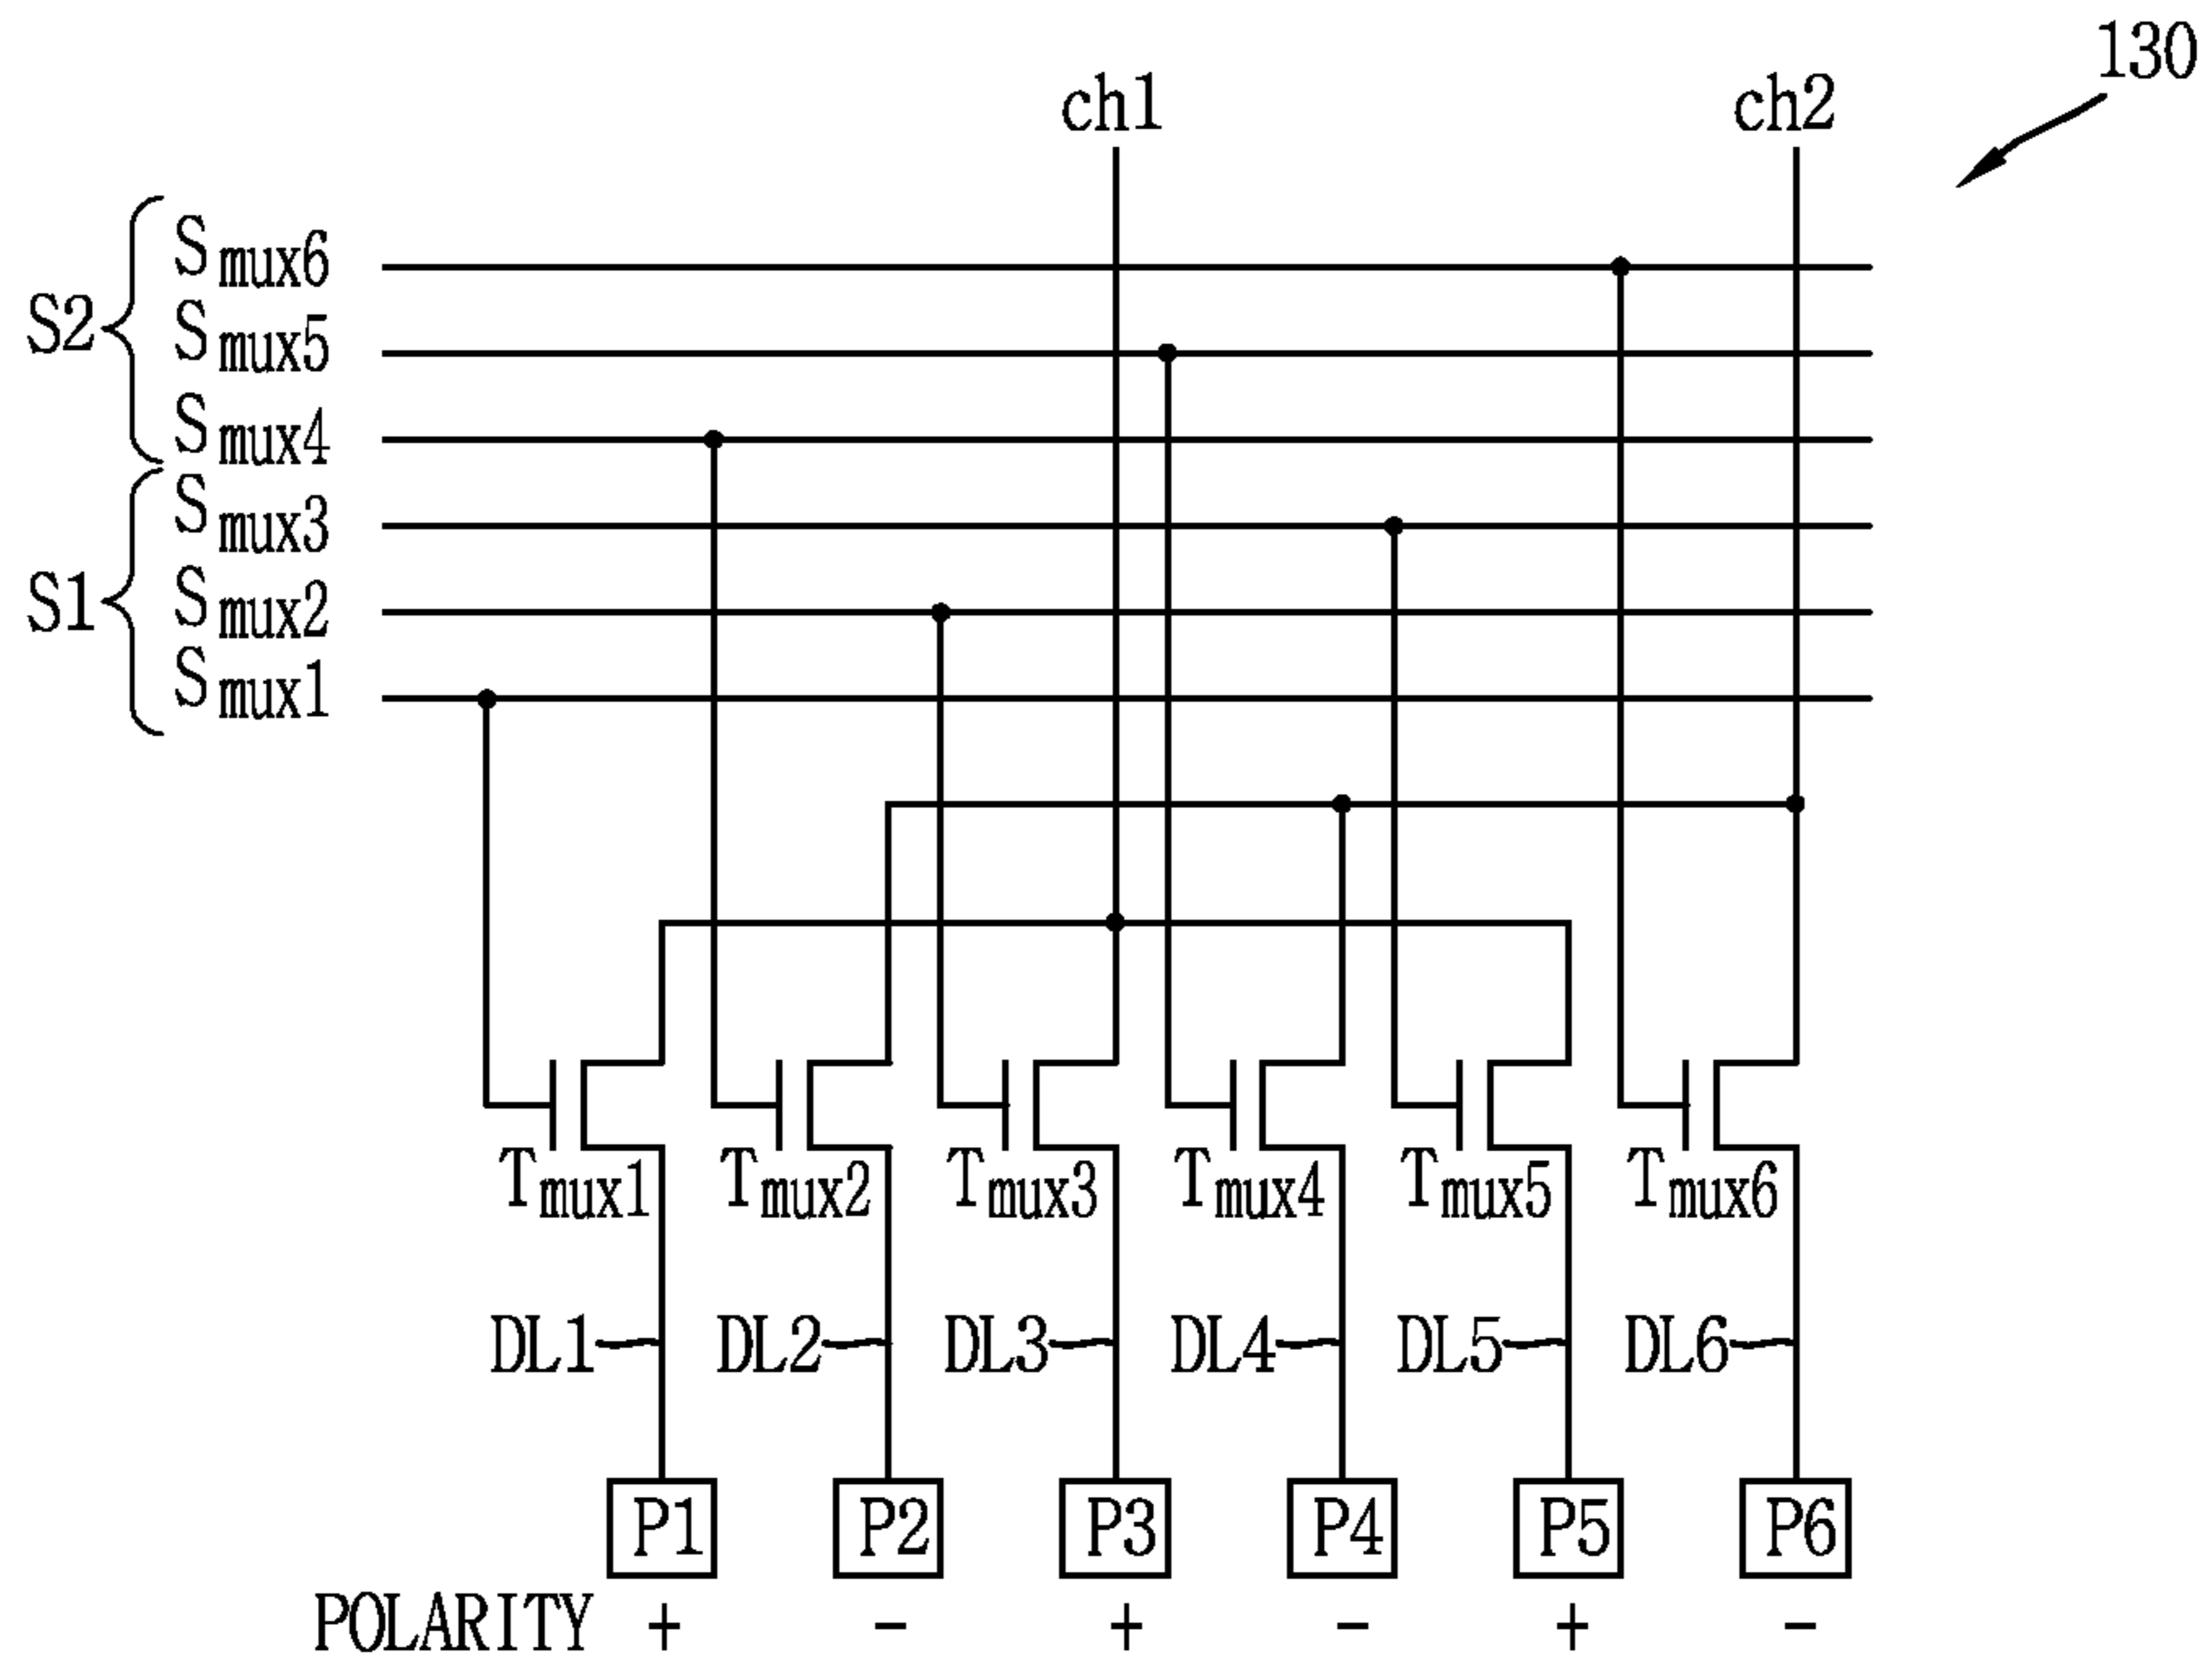 130
ch1 ch2
S2
Smux6
Smux5
Smux4
S1
Smux3
Smux2
Smux1
Tmux1 Tmux2 Tmux3 Tmux4 Tmux5 Tmux6
DL1 DL2 DL3 DL4 DL5 DL6
P1 P2 P3 P4 P5 P6
POLARITY + - + - + -